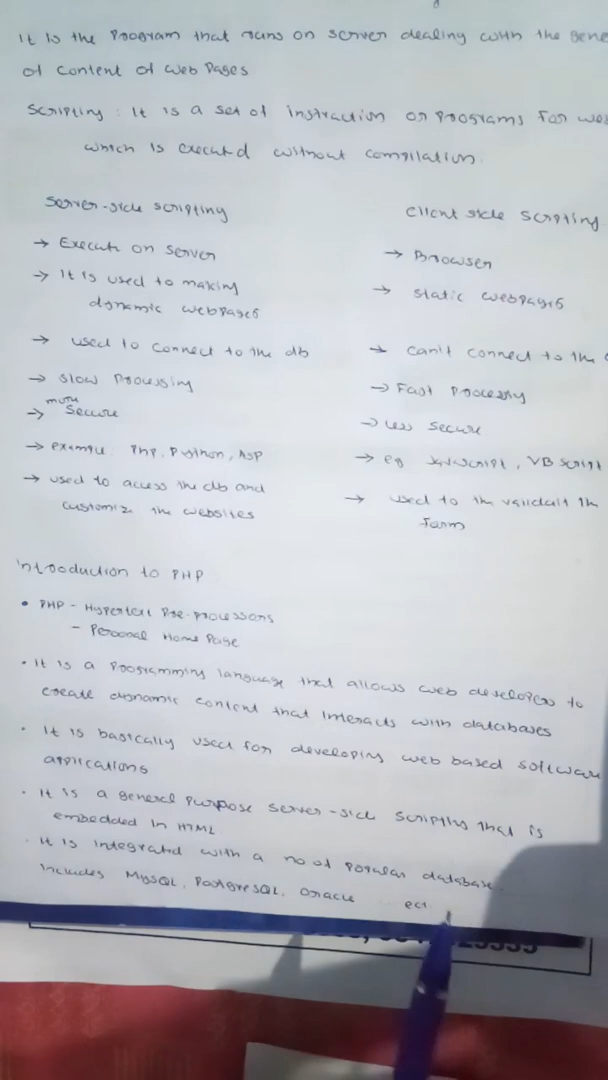 It is the Program that runs on server dealing with the gene
of content of web Pages
Scripting : It is a set of instruction or programs for we
which is executed without compilation.
Server-side scripting
→ Execute on server
→ It is used to making
dynamic webpages
→ used to connect to the db
→ Slow Processing
→ more Secure
→ example: PHP, Python, ASP
→ used to access the db and
customize the websites
Client side scripting
→ Browser
→ static webpages
→ can't connect to the
→ Fast Processing
→ Less secure
→ eg Javascript, VB script
→ used to the validait the
form
Introduction to PHP
• PHP - Hypertext Pre-processors
- Personal Home Page
• It is a Programming language that allows web developers to
create dynamic content that interacts with databases
• It is basically used for developing web based software
applications
• It is a general purpose server-side scripting that is
embedded in HTML.
• It is integrated with a no of popular database.
includes MySQL, PostgreSQL, Oracle ect.